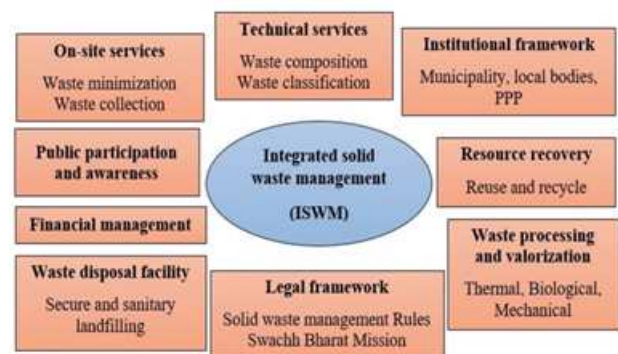 On-site services
Waste minimization
Waste collection
Technical services
Waste composition
Waste classification
Institutional framework
Municipality, local bodies,
PPP
Public participation
and awareness
Integrated solid
waste management
(ISWM)
Resource recovery
Reuse and recycle
Financial management
Waste disposal facility
Secure and sanitary
landfilling
Legal framework
Solid waste management Rules
Swachh Bharat Mission
Waste processing
and valorization
Thermal, Biological,
Mechanical